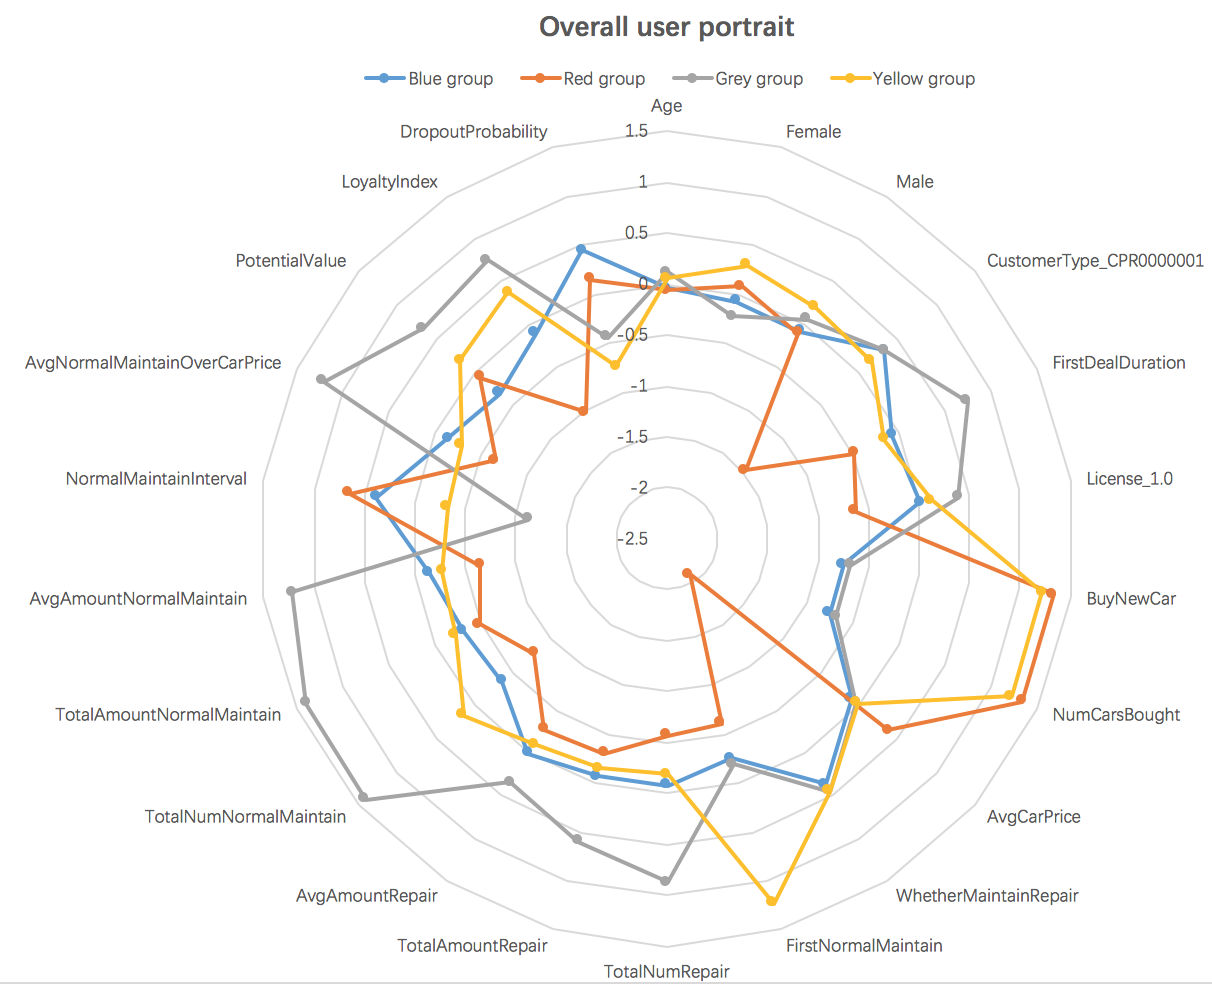 Overall user portrait
Blue group Red group Grey group Yellow group
Age
Female
Male
CustomerType_CPR0000001
FirstDealDuration
License_1.0
BuyNewCar
NumCarsBought
AvgCarPrice
WhetherMaintainRepair
FirstNormalMaintain
TotalNumRepair
TotalAmountRepair
AvgAmountRepair
TotalNumNormalMaintain
TotalAmountNormalMaintain
AvgAmountNormalMaintain
NormalMaintainInterval
AvgNormalMaintainOverCarPrice
PotentialValue
LoyaltyIndex
DropoutProbability
1.5
1
0.5
0
-0.5
-1
-1.5
-2
-2.5